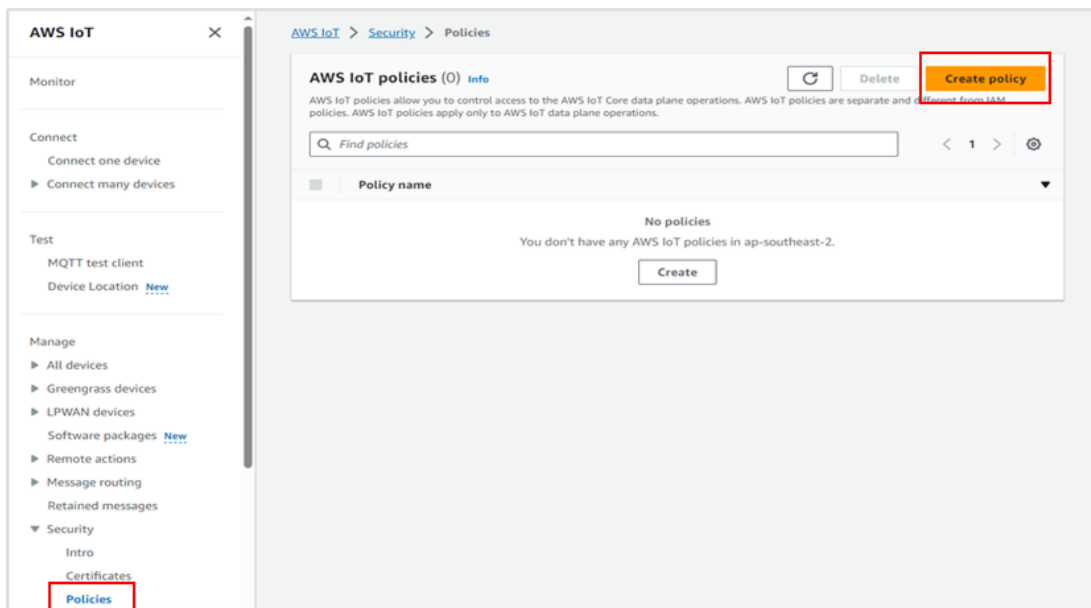 AWS IoT
Monitor
Connect
Connect one device
Connect many devices
Test
MQTT test client
Device Location New
Manage
All devices
Greengrass devices
LPWAN devices
Software packages New
Remote actions
Message routing
Retained messages
Security
Intro
Certificates
Policies
AWS IoT > Security > Policies
AWS IoT policies (0) Info
Delete
Create policy
AWS IoT policies allow you to control access to the AWS IoT Core data plane operations. AWS IoT policies are separate and different from IAM
policies. AWS IoT policies apply only to AWS IoT data plane operations.
Find policies
1
Policy name
No policies
You don't have any AWS IoT policies in ap-southeast-2.
Create